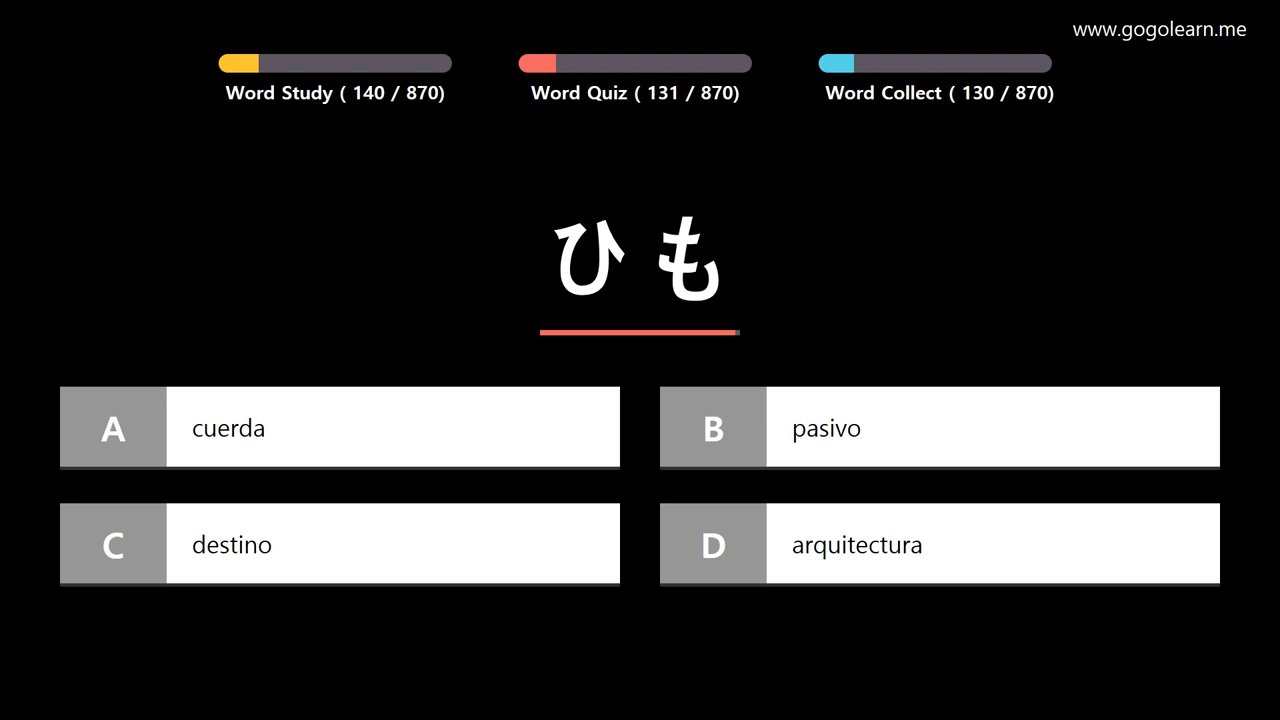 www.gogolearn.me
Word Study ( 140 / 870)
Word Quiz ( 131 / 870)
Word Collect ( 130 / 870)
ひも
A cuerda
B pasivo
C destino
D arquitectura